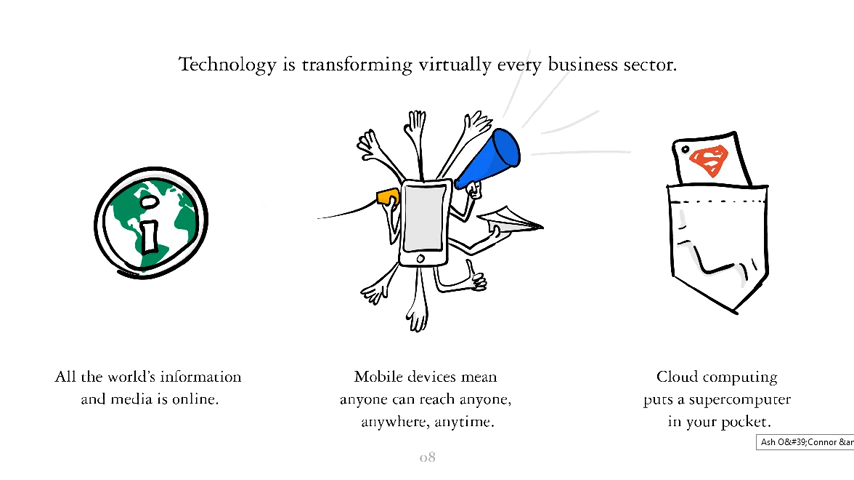 Technology is transforming virtually every business sector.
All the world's information
and media is online.
Mobile devices mean
anyone can reach anyone,
anywhere, anytime.
Cloud computing
puts a supercomputer
in your pocket.
Ash O&#39;Connor &an
08